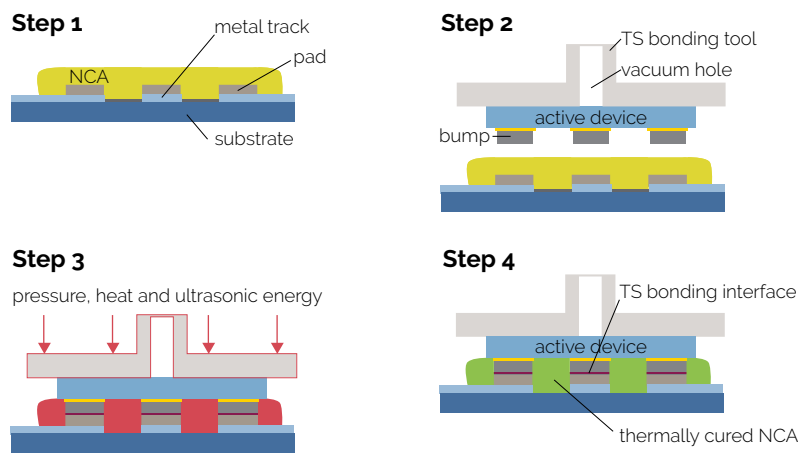 Step 1
metal track
NCA
pad
substrate
Step 2
TS bonding tool
vacuum hole
active device
bump
Step 3
pressure, heat and ultrasonic energy
Step 4
TS bonding interface
active device
thermally cured NCA